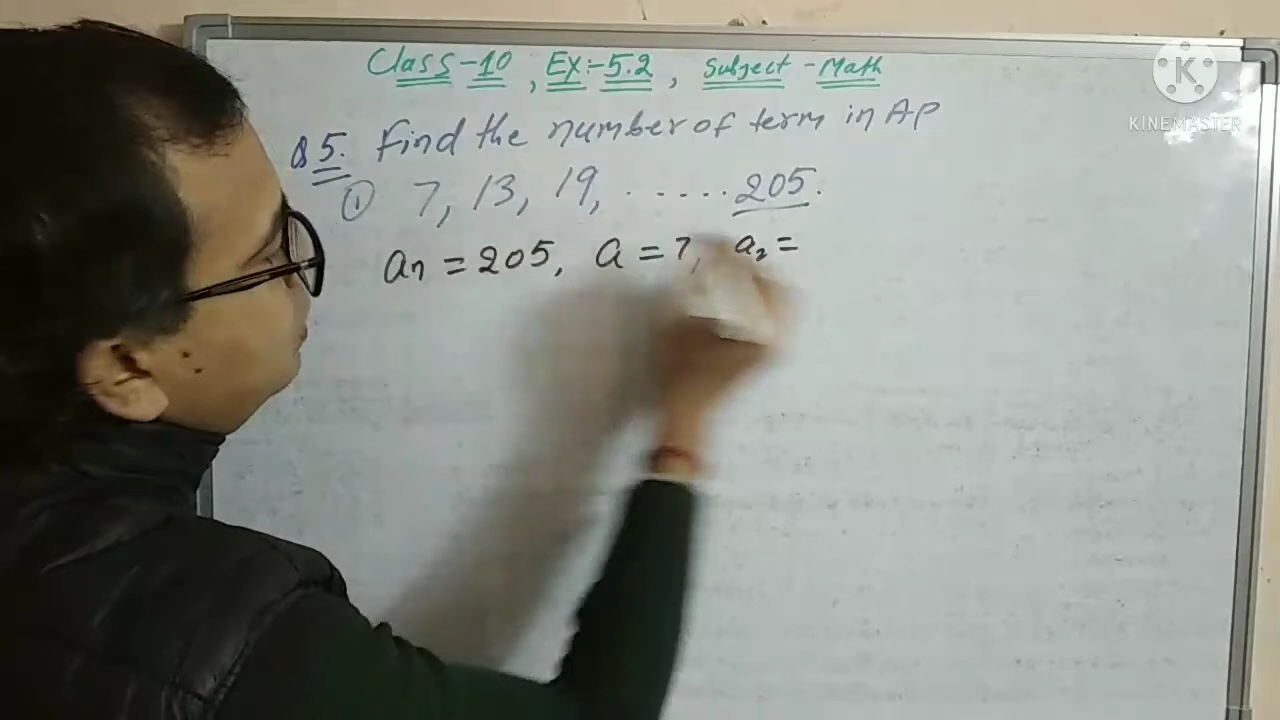 Class-10, Ex:-5.2, Subject-Math
Q5. Find the number of term in AP
① 7, 13, 19, ..... 205.
an = 205, a = 7, a₂ =
K
KINEMASTER